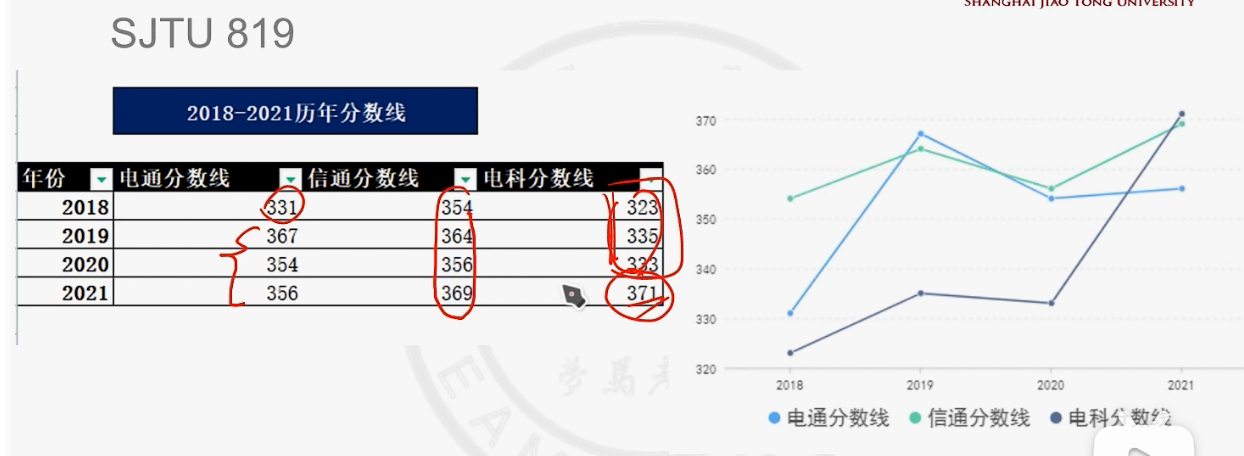 SHANGHAI JIAO TONG UNIVERSITY
SJTU 819
2018-2021历年分数线
年份 电通分数线 信通分数线 电科分数线
2018 331 354 323
2019 367 364 335
2020 354 356 333
2021 356 369 371
370
360
350
340
330
320
2018 2019 2020 2021
电通分数线 信通分数线 电科分数线